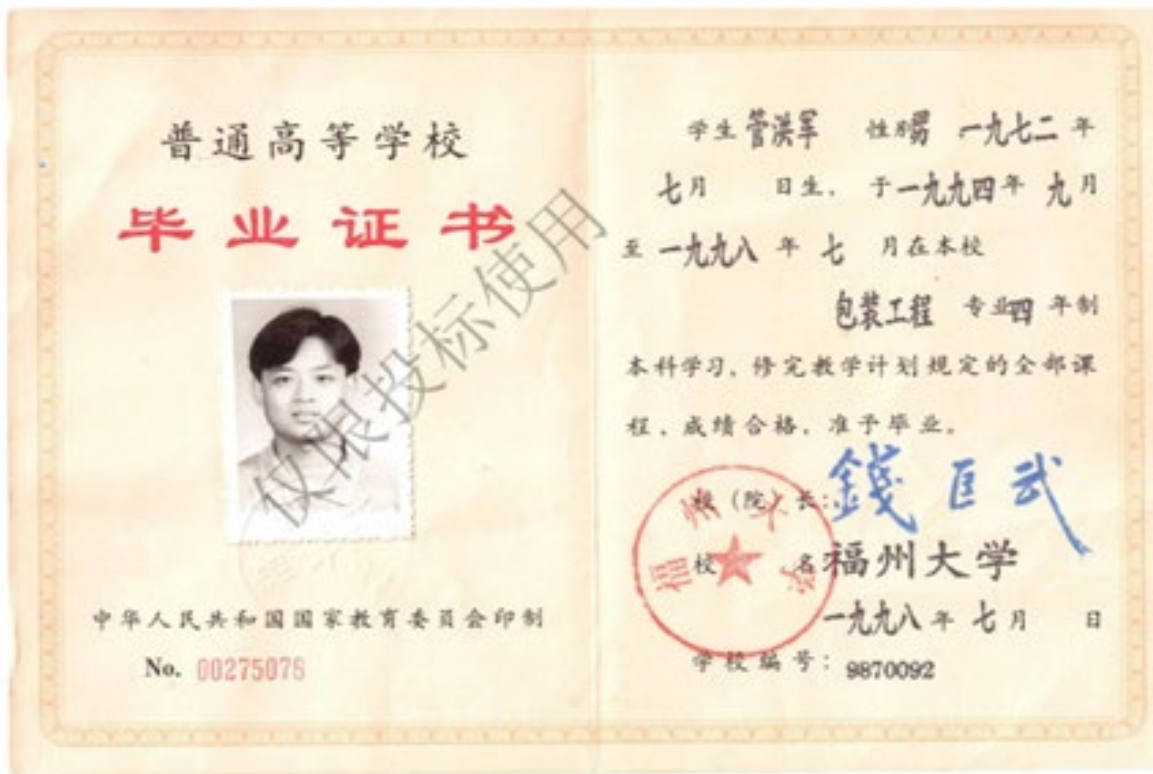 普通高等学校
毕业证书
仅限投标使用
中华人民共和国国家教育委员会印制
No. 00275078
学生 管洪军 性别 男 一九七二 年
七月 日生, 于 一九九四年 九月
至 一九九八 年 七 月在本校
包装工程 专业 四 年制
本科学习, 修完教学计划规定的全部课
程, 成绩合格, 准予毕业。
校(院)长: 錢匡武
校 名 福州大学
福州大学
一九九八 年 七月 日
学校编号: 9870092